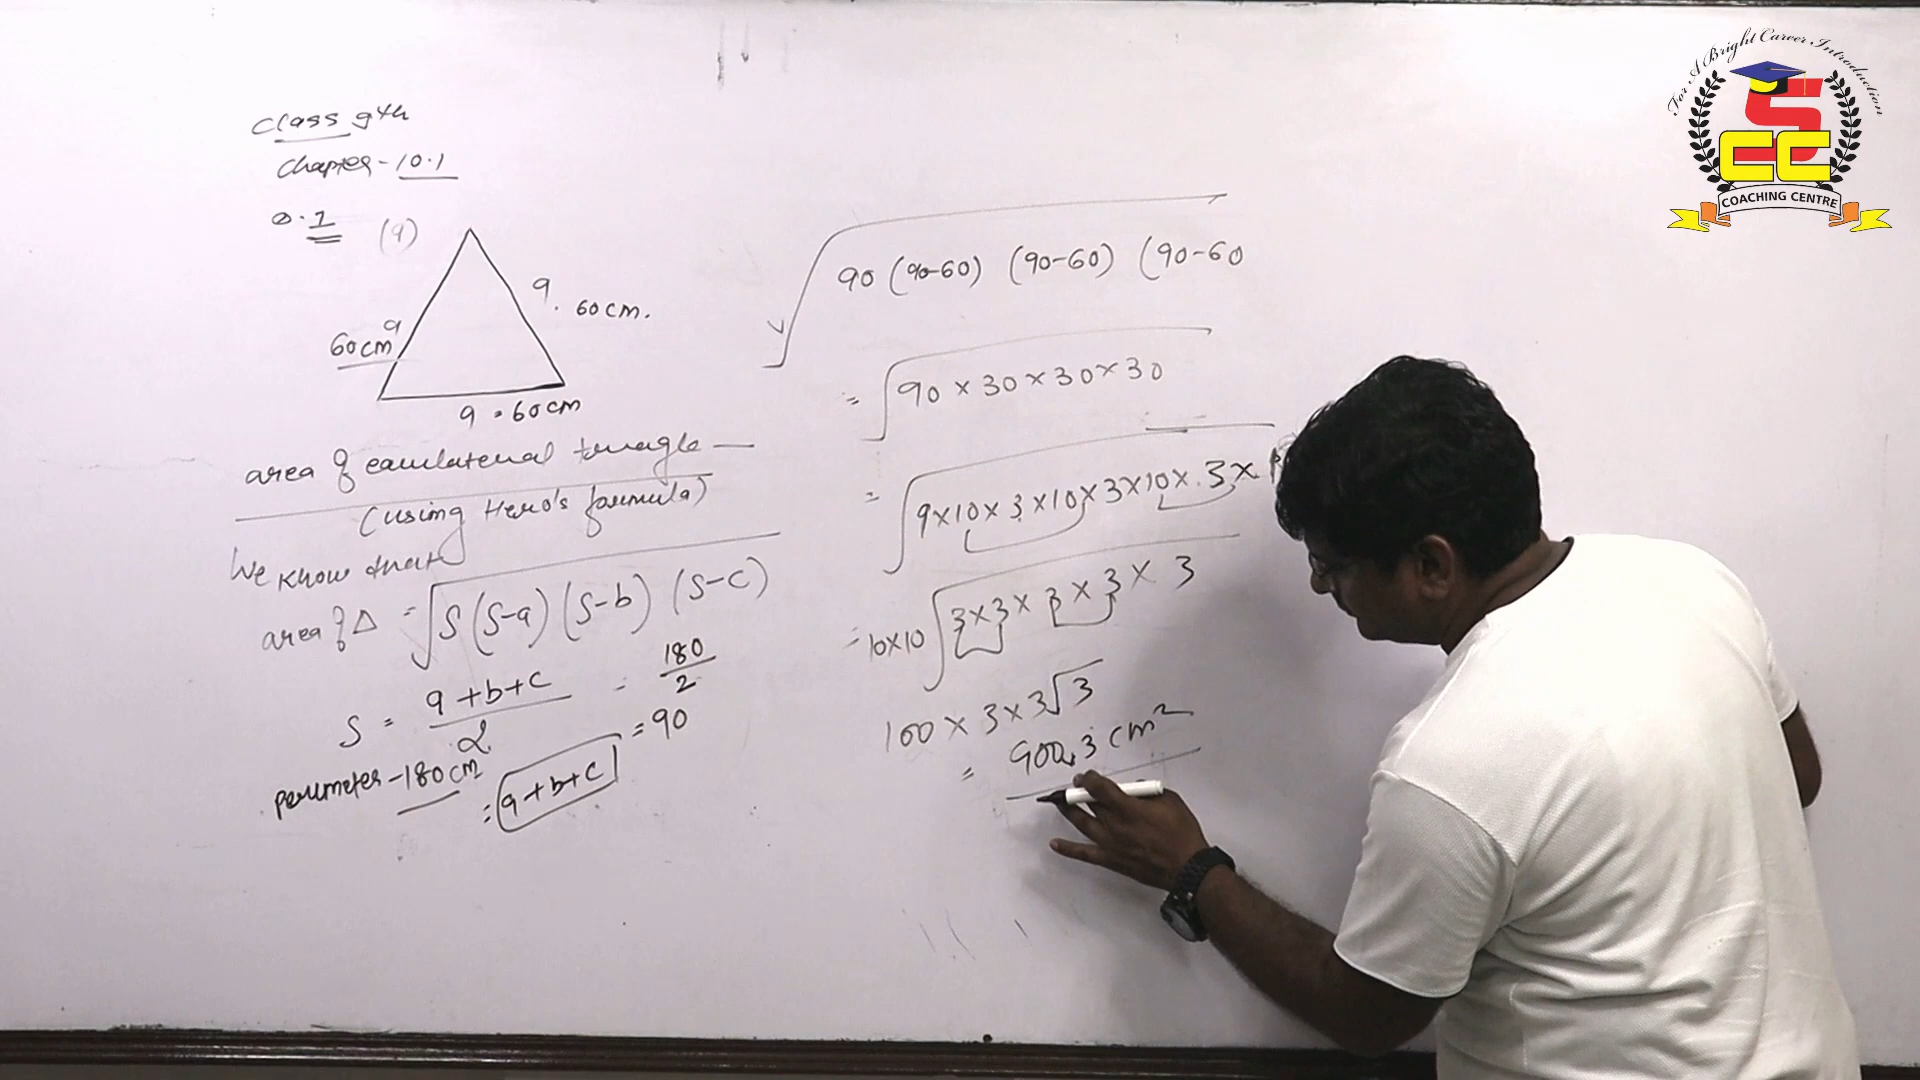 class 9th
Chapter-10.1
Q.1 (9)
a
60cm.
a
60cm
a = 60cm
area of equilateral triangle —
(using Hero's formula)
We know that
area of Δ = √S(S-a)(S-b)(S-c)
S = a+b+c/2 = 180/2
= 90
perimeter-180cm
= a+b+c
√90(90-60) (90-60) (90-60
= √90×30×30×30
= √9×10×3×10×3×10×3×
= 10×10√3×3×3×3×3
100×3×3√3
= 900√3 cm²
For A Bright Career Introduction
SCC
COACHING CENTRE